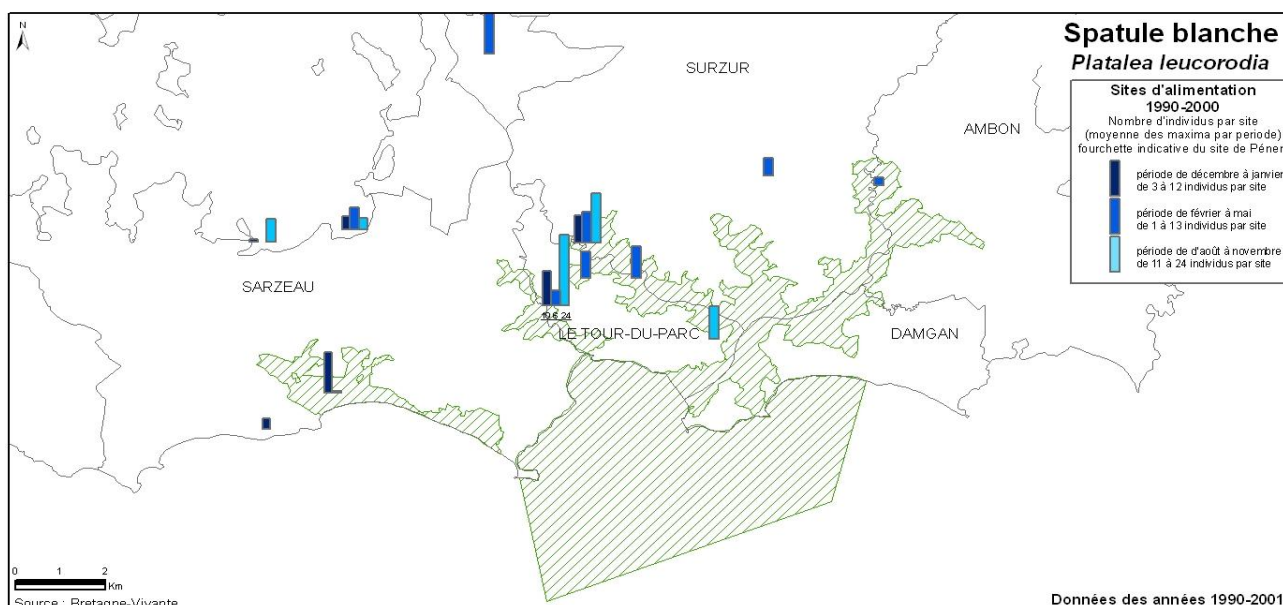 N
Spatule blanche
Platalea leucorodia
Sites d'alimentation
1990-2000
Nombre d'individus par site
(moyenne des maxima par periode)
fourchette indicative du site de Péner
période de décembre à janvier
de 3 à 12 individus par site
période de février à mai
de 1 à 13 individus par site
période de d'août à novembre
de 11 à 24 individus par site
SURZUR
AMBON
SARZEAU
LE TOUR-DU-PARC
DAMGAN
24
0 1 2
Km
Source : Bretagne-Vivante
Données des années 1990-2001